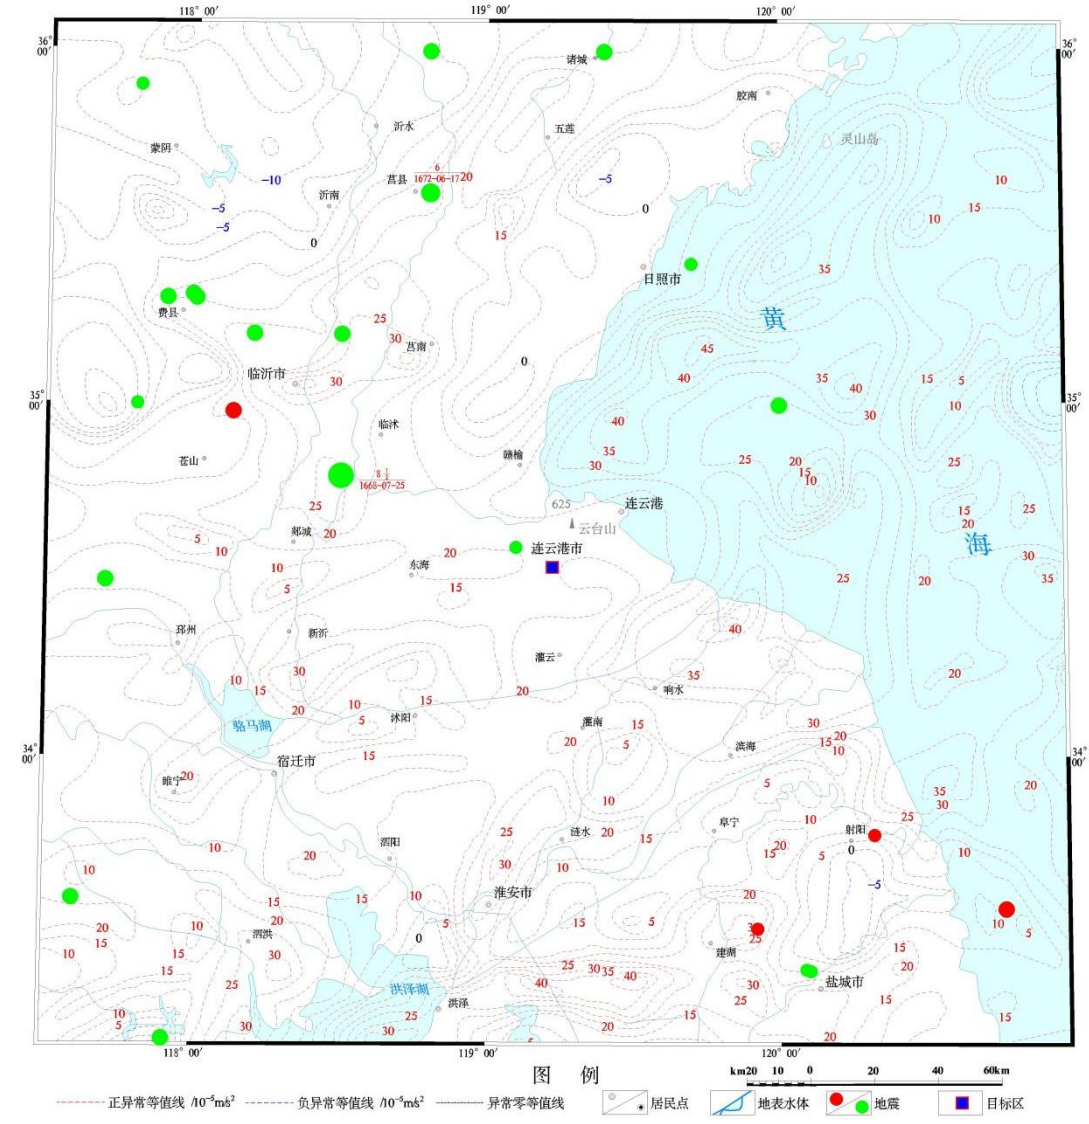 118° 00′ 119° 00′ 120° 00′
36° 00′ 36° 00′
诸城
胶南
沂水 五莲
蒙阴 灵山岛
6
1672-06-17 20
莒县
-10 -5 10
沂南
-5 0 15
10
-5
15
0
35
日照市
黄
费县
25
30 莒南 45
0
临沂市 30 40 35 40 15 5
35° 00′ 35° 00′
10
40 30
临沭
35
赣榆 30 25 20 25
苍山 15
10
8 1/2
1668-07-25
25 625 连云港 15 25
20
云台山
郯城 20
5 10 连云港市 海
20 30
10 东海
5 15 25 20 35
邳州 新沂 40
灌云
30 35 20
10 15 响水
20 10 15 20
5 沭阳
骆马湖 灌南 15 30
20 5 20
15 滨海 15 10
34° 00′ 34° 00′
宿迁市
睢宁 20 5 35 20
10 30
25 20 阜宁 10 25
涟水 15 射阳
10 泗阳 20 0
20 15 5 10
10 30 10
-5
15 10 淮安市 20
15
20 5 15 5 10 5
20 10 泗洪 0 25
15 建湖 15
10 15 30 20
15 25 30 35 40 盐城市
25 洪泽湖 40 30
10 洪泽 25 15
5 25 15 15
30 30 20 20
118° 00′ 119° 00′ 120° 00′
图 例
km20 10 0 20 40 60km
正异常等值线 /10⁻⁵m/s² 负异常等值线 /10⁻⁵m/s² 异常零等值线 居民点 地表水体 地震 目标区